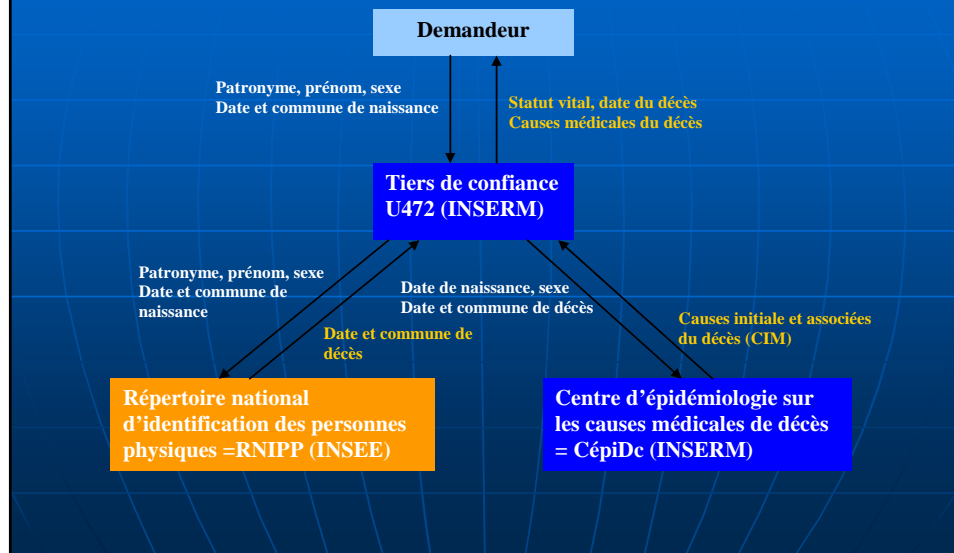 Demandeur
Patronyme, prénom, sexe
Date et commune de naissance
Statut vital, date du décès
Causes médicales du décès
Tiers de confiance
U472 (INSERM)
Patronyme, prénom, sexe
Date et commune de
naissance
Date de naissance, sexe
Date et commune de décès
Date et commune de
décès
Causes initiale et associées
du décès (CIM)
Répertoire national
d’identification des personnes
physiques =RNIPP (INSEE)
Centre d’épidémiologie sur
les causes médicales de décès
= CépiDc (INSERM)